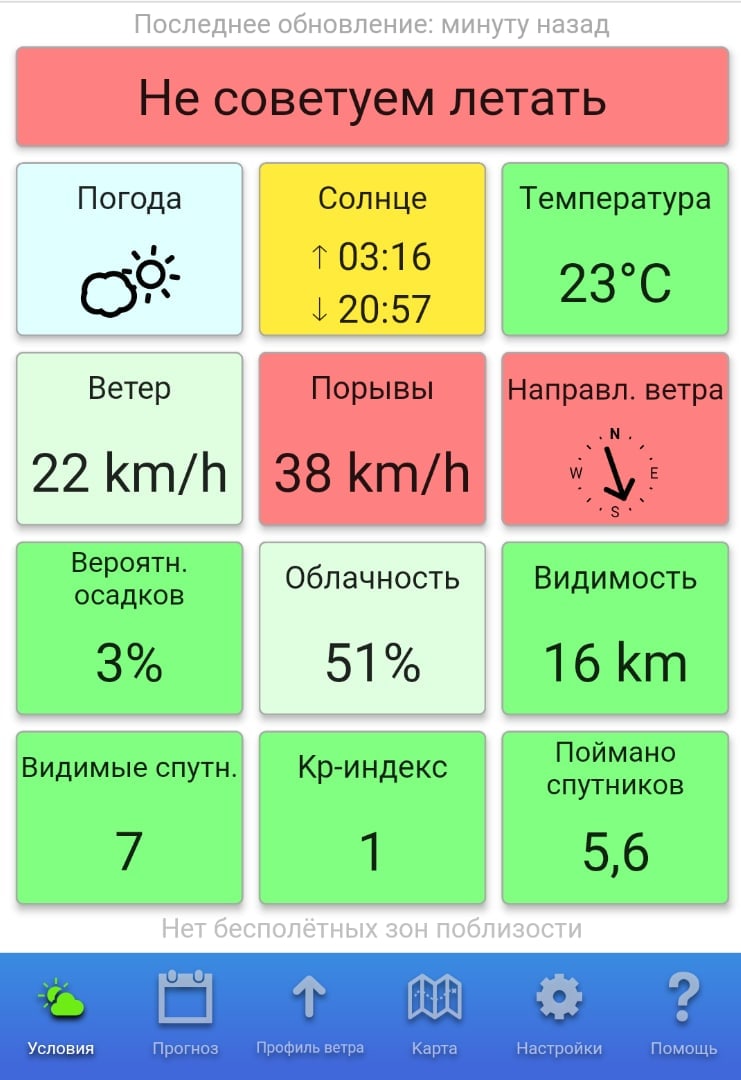 Последнее обновление: минуту назад
Не советуем летать
Погода
Солнце
↑ 03:16
↓ 20:57
Температура
23°C
Ветер
22 km/h
Порывы
38 km/h
Направл. ветра
N
W
E
S
Вероятн.
осадков
3%
Облачность
51%
Видимость
16 km
Видимые спутн.
7
Кр-индекс
1
Поймано
спутников
5,6
Нет бесполётных зон поблизости
Условия
Прогноз
Профиль ветра
Карта
Настройки
Помощь